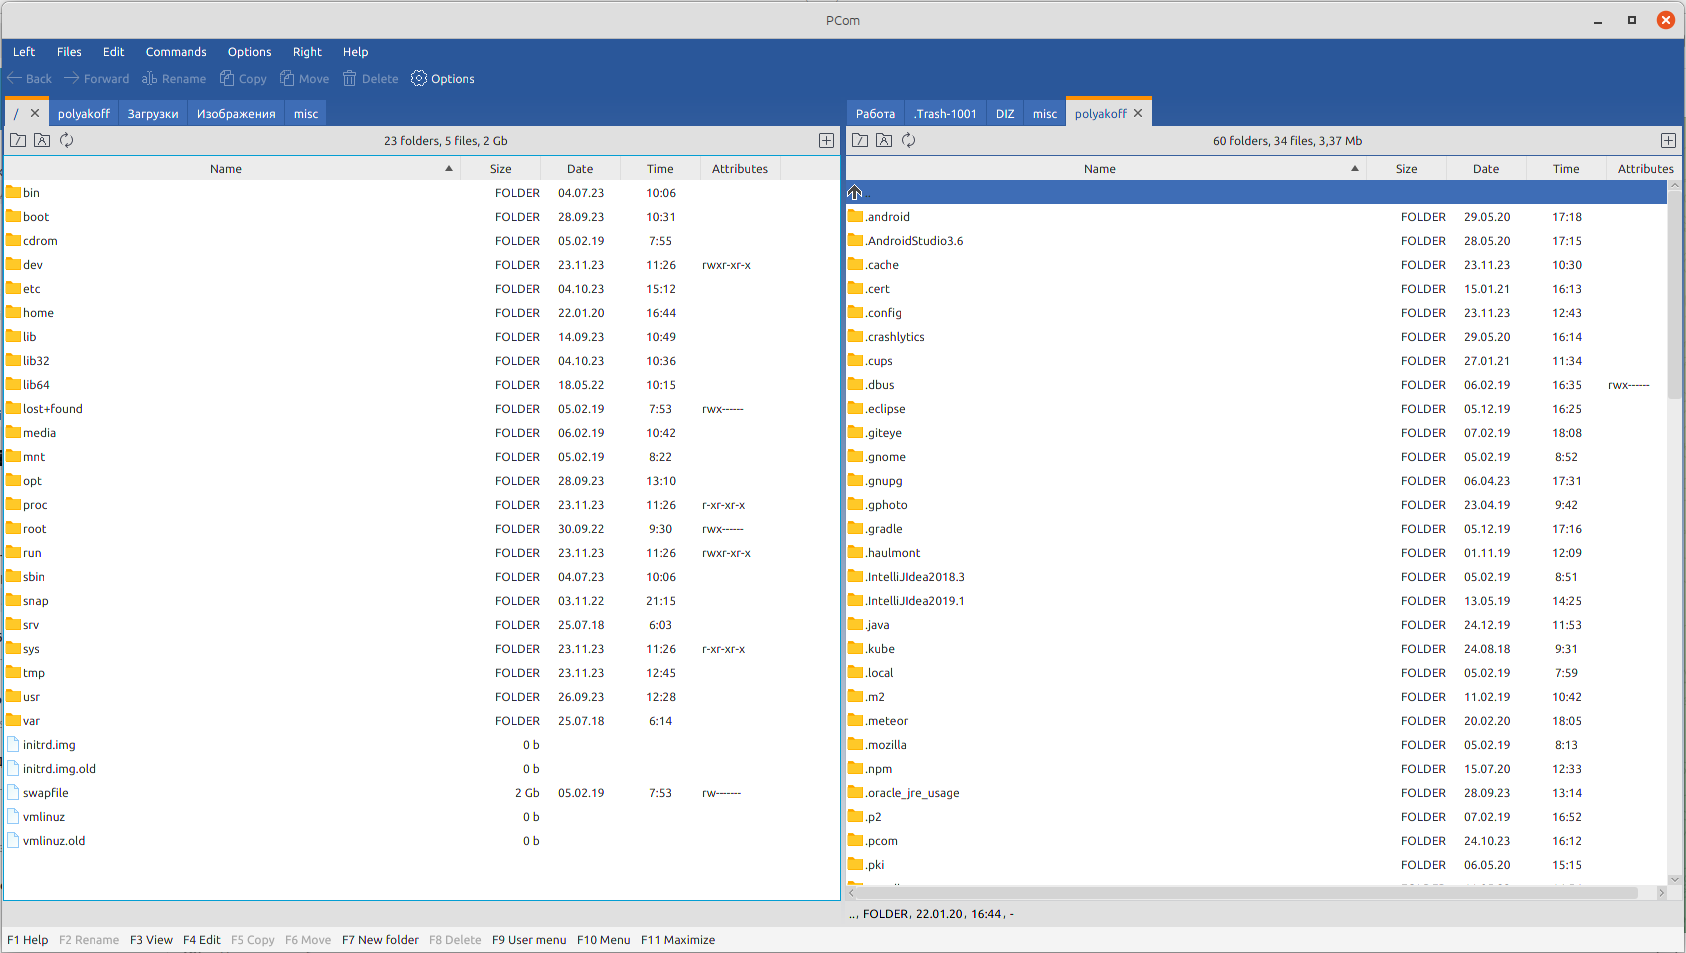 PCom
Left Files Edit Commands Options Right Help
Back Forward Rename Copy Move Delete Options
/ polyakoff Загрузки Изображения misc
23 folders, 5 files, 2 Gb
Name Size Date Time Attributes
bin FOLDER 04.07.23 10:06
boot FOLDER 28.09.23 10:31
cdrom FOLDER 05.02.19 7:55
dev FOLDER 23.11.23 11:26 rwxr-xr-x
etc FOLDER 04.10.23 15:12
home FOLDER 22.01.20 16:44
lib FOLDER 14.09.23 10:49
lib32 FOLDER 04.10.23 10:36
lib64 FOLDER 18.05.22 10:15
lost+found FOLDER 05.02.19 7:53 rwx------
media FOLDER 06.02.19 10:42
mnt FOLDER 05.02.19 8:22
opt FOLDER 28.09.23 13:10
proc FOLDER 23.11.23 11:26 r-xr-xr-x
root FOLDER 30.09.22 9:30 rwx------
run FOLDER 23.11.23 11:26 rwxr-xr-x
sbin FOLDER 04.07.23 10:06
snap FOLDER 03.11.22 21:15
srv FOLDER 25.07.18 6:03
sys FOLDER 23.11.23 11:26 r-xr-xr-x
tmp FOLDER 23.11.23 12:45
usr FOLDER 26.09.23 12:28
var FOLDER 25.07.18 6:14
initrd.img 0 b
initrd.img.old 0 b
swapfile 2 Gb 05.02.19 7:53 rw-------
vmlinuz 0 b
vmlinuz.old 0 b
Работа .Trash-1001 DIZ misc polyakoff
60 folders, 34 files, 3,37 Mb
Name Size Date Time Attributes
..
.android FOLDER 29.05.20 17:18
.AndroidStudio3.6 FOLDER 28.05.20 17:15
.cache FOLDER 23.11.23 10:30
.cert FOLDER 15.01.21 16:13
.config FOLDER 23.11.23 12:43
.crashlytics FOLDER 29.05.20 16:14
.cups FOLDER 27.01.21 11:34
.dbus FOLDER 06.02.19 16:35 rwx------
.eclipse FOLDER 05.12.19 16:25
.giteye FOLDER 07.02.19 18:08
.gnome FOLDER 05.02.19 8:52
.gnupg FOLDER 06.04.23 17:31
.gphoto FOLDER 23.04.19 9:42
.gradle FOLDER 05.12.19 17:16
.haulmont FOLDER 01.11.19 12:09
.IntelliJIdea2018.3 FOLDER 05.02.19 8:51
.IntelliJIdea2019.1 FOLDER 13.05.19 14:25
.java FOLDER 24.12.19 11:53
.kube FOLDER 24.08.18 9:31
.local FOLDER 05.02.19 7:59
.m2 FOLDER 11.02.19 10:42
.meteor FOLDER 20.02.20 18:05
.mozilla FOLDER 05.02.19 8:13
.npm FOLDER 15.07.20 12:33
.oracle_jre_usage FOLDER 28.09.23 13:14
.p2 FOLDER 07.02.19 16:52
.pcom FOLDER 24.10.23 16:12
.pki FOLDER 06.05.20 15:15
.., FOLDER, 22.01.20, 16:44, -
F1 Help F2 Rename F3 View F4 Edit F5 Copy F6 Move F7 New folder F8 Delete F9 User menu F10 Menu F11 Maximize